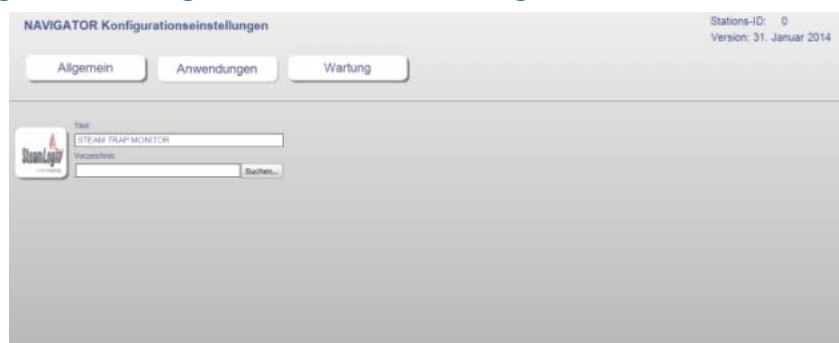 NAVIGATOR Konfigurationseinstellungen
Stations-ID: 0
Version: 31. Januar 2014
Allgemein Anwendungen Wartung
Titel:
STEAM TRAP MONITOR
SteamLogic
Verzeichnis:
Suchen...